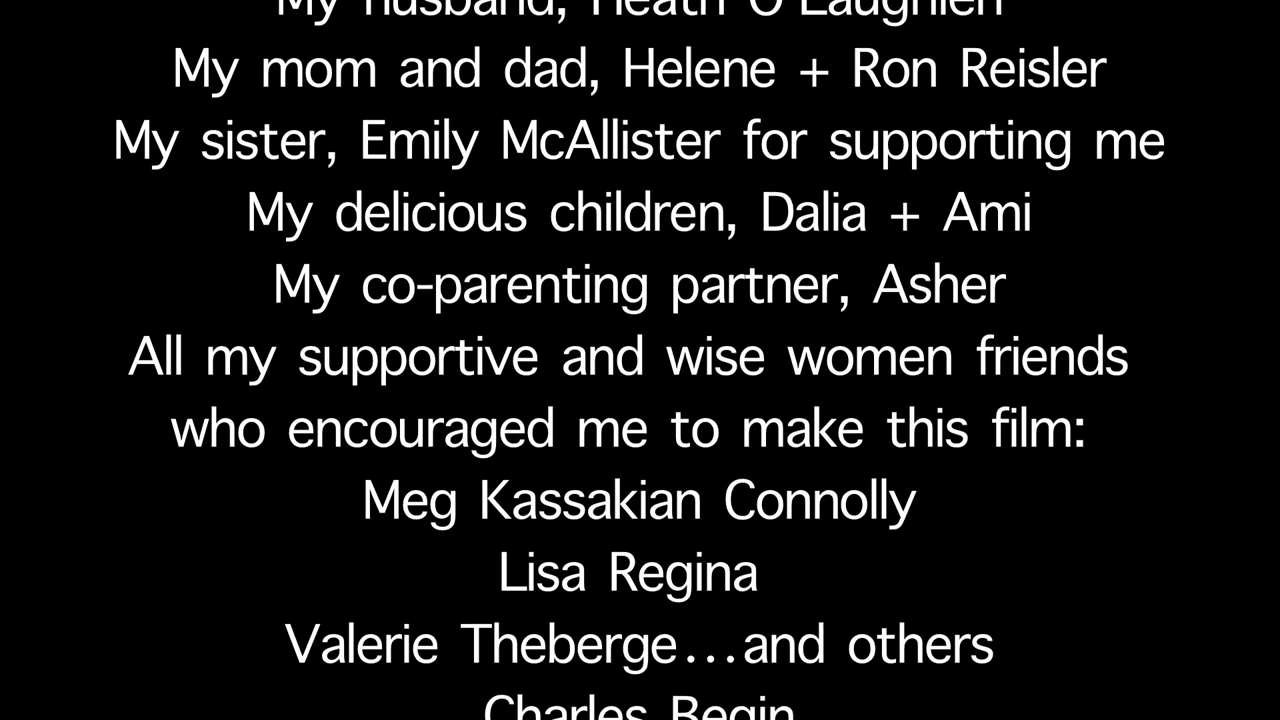 My husband, Heath O'Laughlen
My mom and dad, Helene + Ron Reisler
My sister, Emily McAllister for supporting me
My delicious children, Dalia + Ami
My co-parenting partner, Asher
All my supportive and wise women friends
who encouraged me to make this film:
Meg Kassakian Connolly
Lisa Regina
Valerie Theberge...and others
Charles Begin